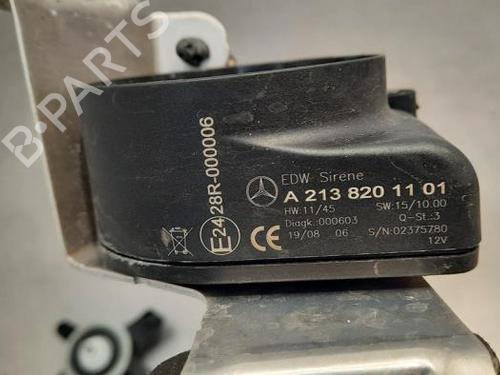 B-PARTS
EDW Sirene
A 213 820 11 01
HW:11/45 SW:15/10.00
Diagk.:000603 Q-St.:3
19/08 06 S/N:02375780
12V
E24 28R-000006
CE